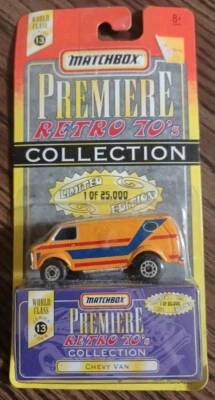 WORLD
CLASS
13
MATCHBOX
8+
PREMIERE
RETRO 70's
COLLECTION
LIMITED
1 OF 25,000
EDITION
WORLD
CLASS
13
MATCHBOX
PREMIERE
RETRO 70's
COLLECTION
CHEVY VAN